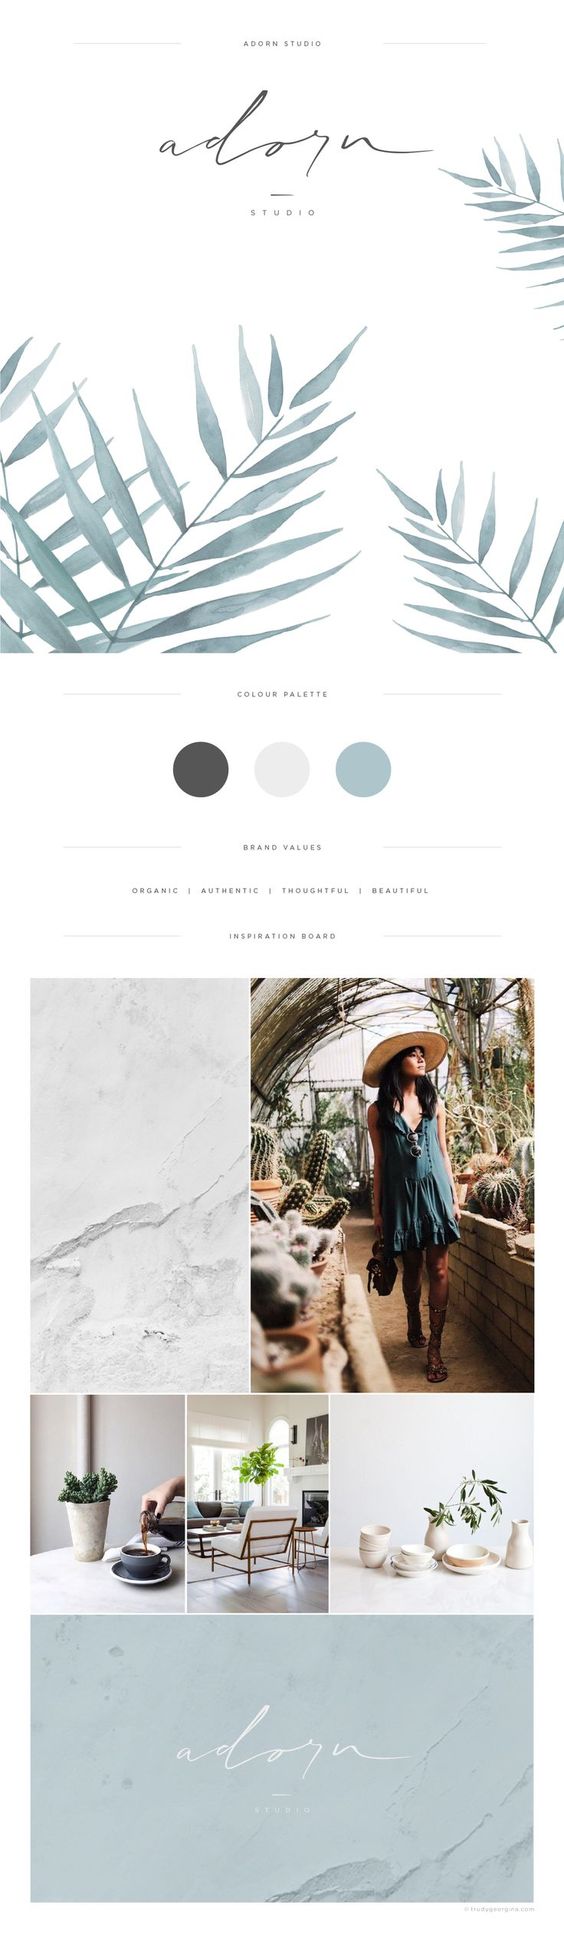 ADORN STUDIO
adorn
STUDIO
COLOUR PALETTE
BRAND VALUES
ORGANIC | AUTHENTIC | THOUGHTFUL | BEAUTIFUL
INSPIRATION BOARD
adorn
STUDIO
© trudygeorgina.com